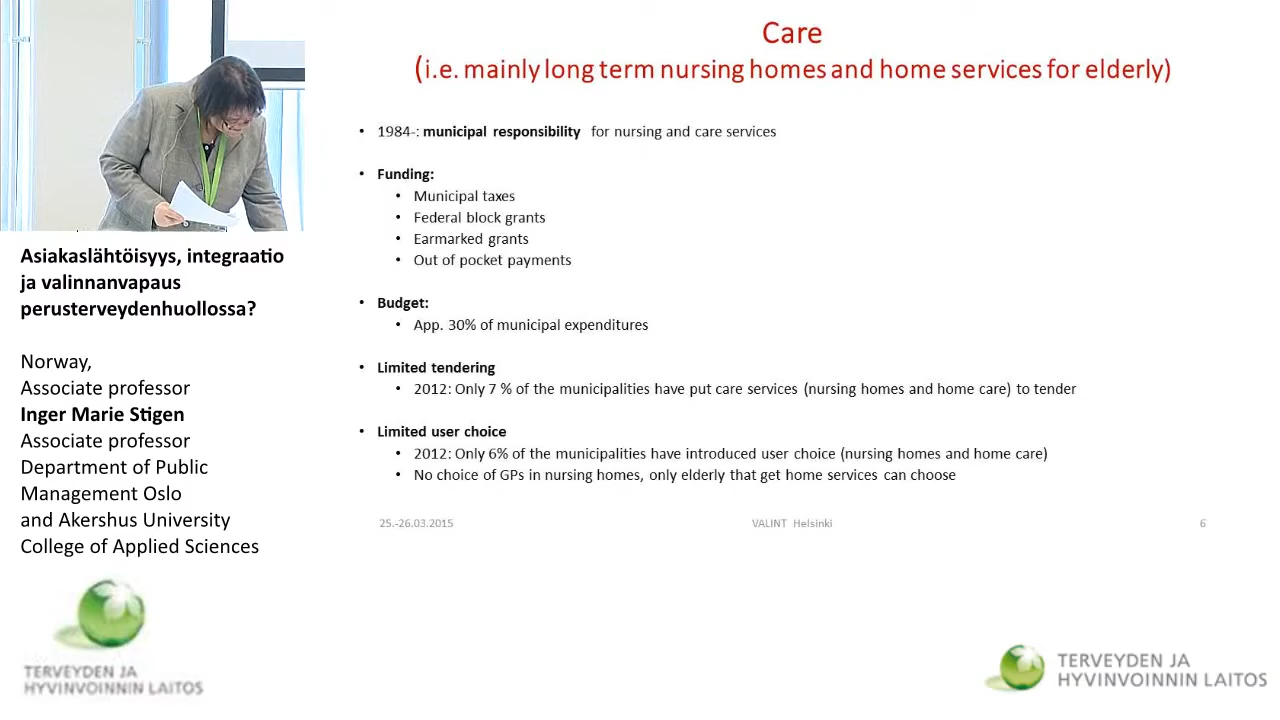 Care
(i.e. mainly long term nursing homes and home services for elderly)
• 1984-: municipal responsibility for nursing and care services
• Funding:
• Municipal taxes
• Federal block grants
• Earmarked grants
• Out of pocket payments
• Budget:
• App. 30% of municipal expenditures
• Limited tendering
• 2012: Only 7 % of the municipalities have put care services (nursing homes and home care) to tender
• Limited user choice
• 2012: Only 6% of the municipalities have introduced user choice (nursing homes and home care)
• No choice of GPs in nursing homes, only elderly that get home services can choose
25.-26.03.2015
VALINT Helsinki
6
Asiakaslähtöisyys, integraatio
ja valinnanvapaus
perusterveydenhuollossa?
Norway,
Associate professor
Inger Marie Stigen
Associate professor
Department of Public
Management Oslo
and Akershus University
College of Applied Sciences
TERVEYDEN JA
HYVINVOINNIN LAITOS
TERVEYDEN JA
HYVINVOINNIN LAITOS